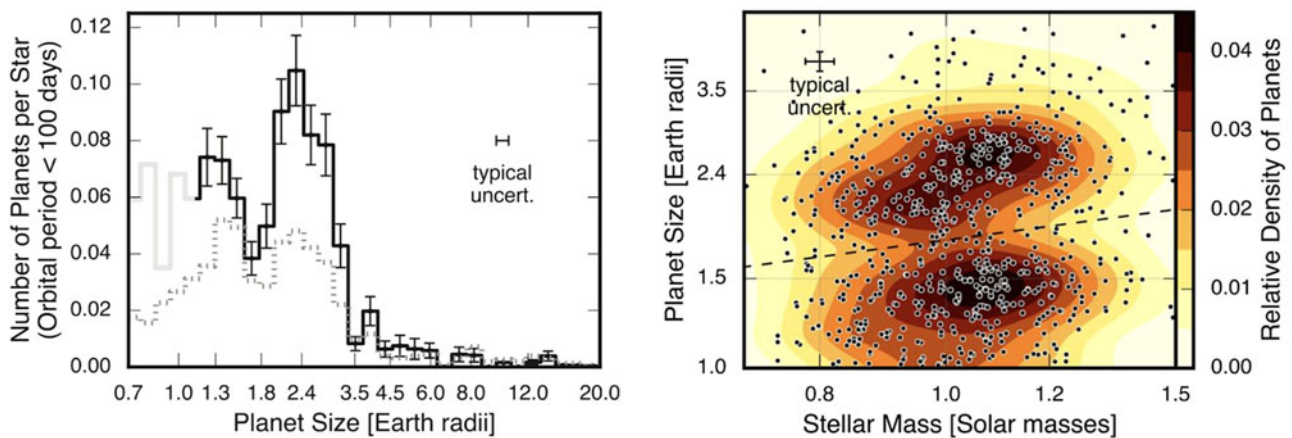 Number of Planets per Star
(Orbital period < 100 days)
0.12
0.10
0.08
0.06
0.04
0.02
0.00
typical
uncert.
0.7 1.0 1.3 1.8 2.4 3.5 4.5 6.0 8.0 12.0 20.0
Planet Size [Earth radii]
Planet Size [Earth radii]
3.5
2.4
1.5
1.0
typical
uncert.
0.8 1.0 1.2 1.5
Stellar Mass [Solar masses]
0.04
0.03
0.02
0.01
0.00
Relative Density of Planets